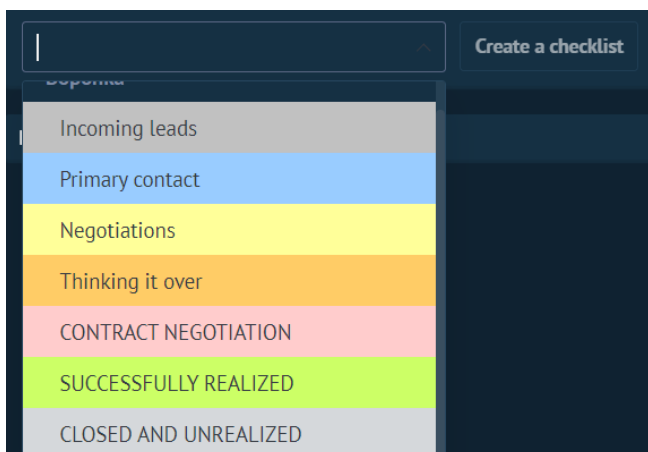 Create a checklist
Incoming leads
Primary contact
Negotiations
Thinking it over
CONTRACT NEGOTIATION
SUCCESSFULLY REALIZED
CLOSED AND UNREALIZED